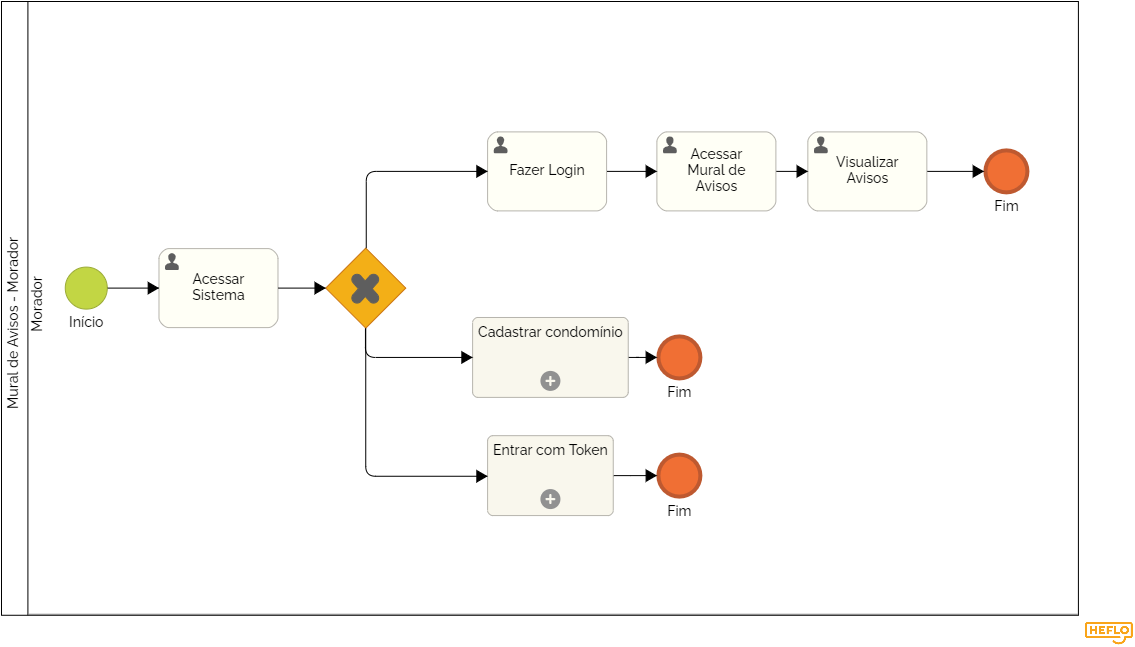 Mural de Avisos - Morador
Morador
Início
Acessar
Sistema
Fazer Login
Acessar
Mural de
Avisos
Visualizar
Avisos
Fim
Cadastrar condomínio
Fim
Entrar com Token
Fim
HEFLO